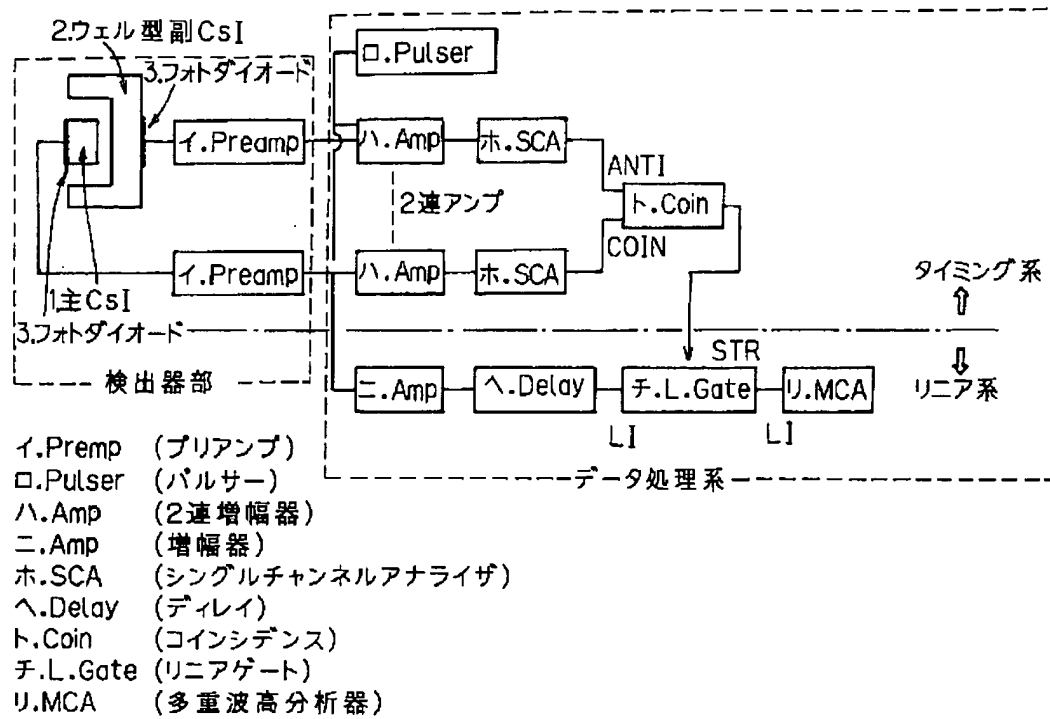 2.ウェル型副CsI
3.フォトダイオード
ロ.Pulser
イ.Preamp
ハ.Amp
ホ.SCA
ANTI
2連アンプ
ト.Coin
COIN
イ.Preamp
ハ.Amp
ホ.SCA
タイミング系
1.主CsI
3.フォトダイオード
STR
検出器部
ニ.Amp
ヘ.Delay
チ.L.Gate
リ.MCA
リニア系
LI
LI
データ処理系
イ.Premp (プリアンプ)
ロ.Pulser (パルサー)
ハ.Amp (2連増幅器)
ニ.Amp (増幅器)
ホ.SCA (シングルチャンネルアナライザ)
ヘ.Delay (ディレイ)
ト.Coin (コインシデンス)
チ.L.Gate (リニアゲート)
リ.MCA (多重波高分析器)